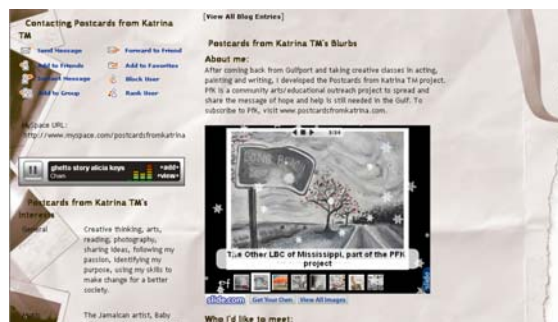 Contacting Postcards from Katrina
TM
Send Message
Forward to Friend
Add to Friends
Add to Favorites
Message
Block User
Add to Group
Rank User
MySpace URL:
http://www.myspace.com/postcardsfromkatrina
ghetto story alicia keys
Cham
+add+
+view+
Postcards from Katrina TM's
Interests
General
Creative thinking, arts,
reading, photography,
sharing ideas, following my
passion, identifying my
purpose, using my skills to
make change for a better
society.
The Jamaican artist, Baby
[View All Blog Entries]
Postcards from Katrina TM's Blurbs
About me:
After coming back from Gulfport and taking creative classes in acting,
painting and writing, I developed the Postcards from Katrina TM project.
PfK is a community arts/educational outreach project to spread and
share the message of hope and help is still needed in the Gulf. To
subscribe to PfK, visit www.postcardsfromkatrina.com.
The Other LBC of Mississippi, part of the PFK
project
slide
slide.com
Get Your Own
View All Images
Who I'd like to meet: